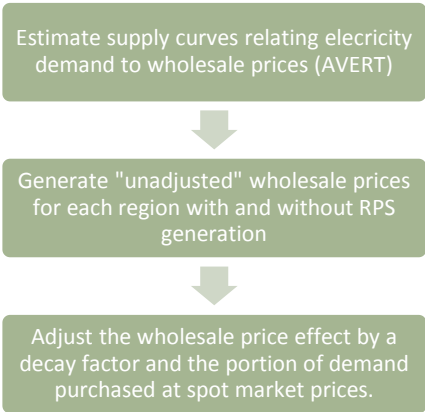 Estimate supply curves relating elecricity
demand to wholesale prices (AVERT)
Generate "unadjusted" wholesale prices
for each region with and without RPS
generation
Adjust the wholesale price effect by a
decay factor and the portion of demand
purchased at spot market prices.